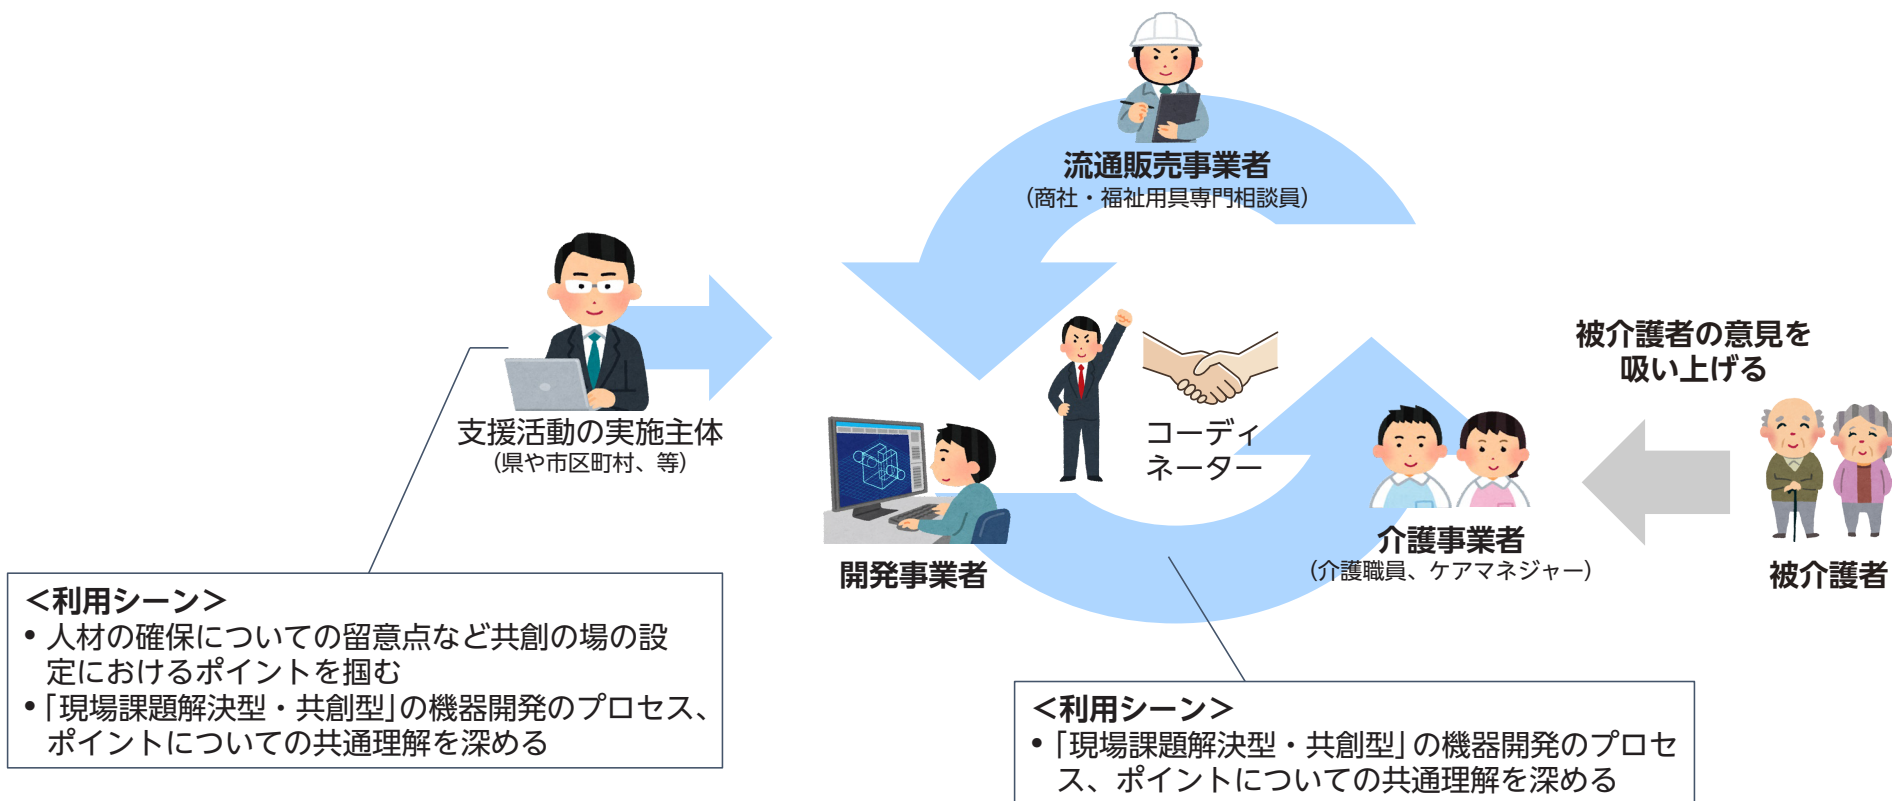 流通販売事業者
（商社・福祉用具専門相談員）
支援活動の実施主体
（県や市区町村、等）
コーディ
ネーター
被介護者の意見を
吸い上げる
開発事業者
介護事業者
（介護職員、ケアマネジャー）
被介護者
＜利用シーン＞
• 人材の確保についての留意点など共創の場の設
定におけるポイントを掴む
• 「現場課題解決型・共創型」の機器開発のプロセス、
ポイントについての共通理解を深める
＜利用シーン＞
• 「現場課題解決型・共創型」の機器開発のプロセ
ス、ポイントについての共通理解を深める